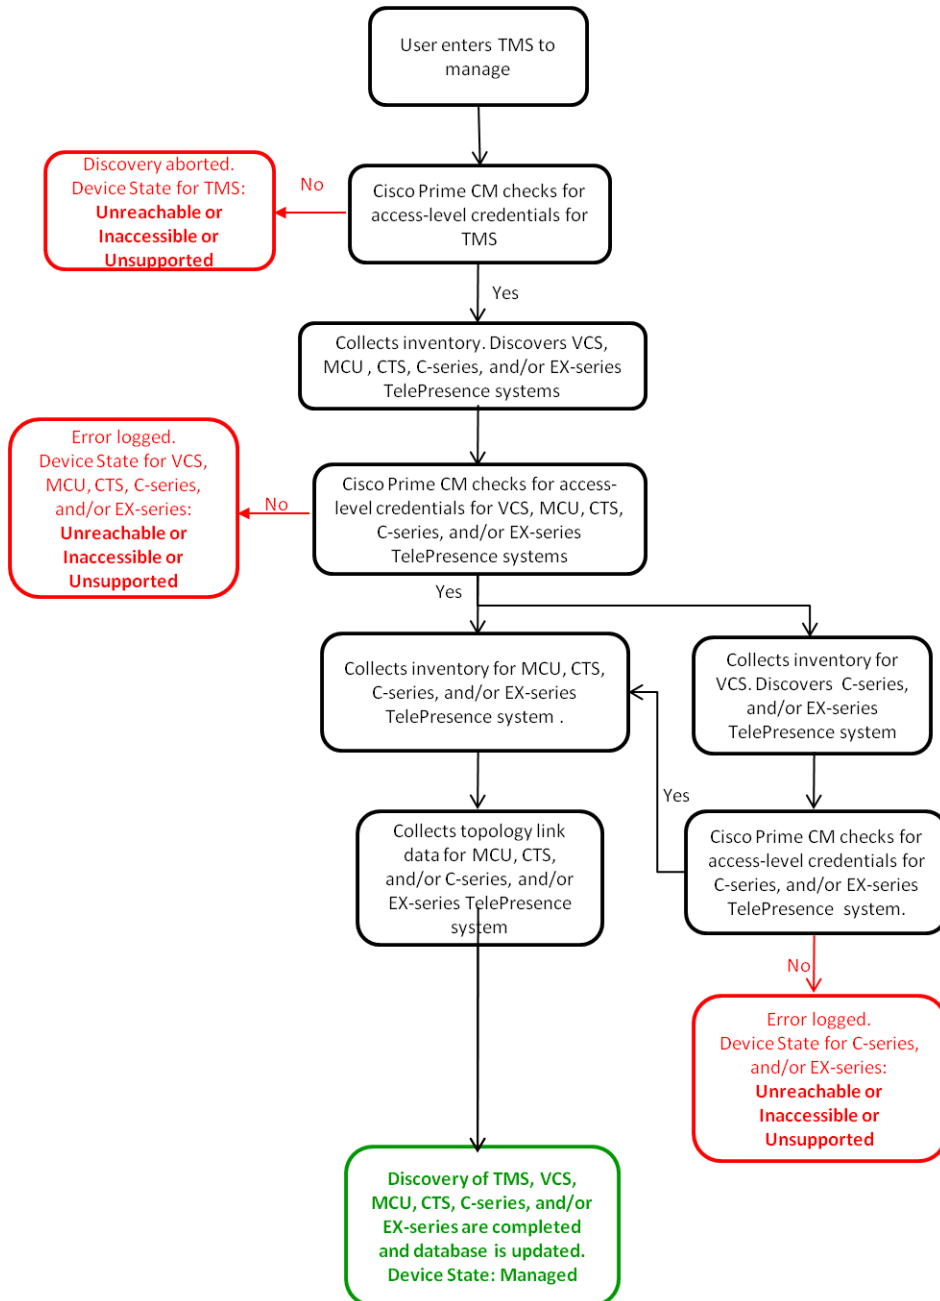 User enters TMS to
manage
Discovery aborted.
Device State for TMS:
Unreachable or
Inaccessible or
Unsupported
No
Cisco Prime CM checks for
access-level credentials for
TMS
Yes
Collects inventory. Discovers VCS,
MCU , CTS, C-series, and/or EX-series
TelePresence systems
Error logged.
Device State for VCS,
MCU, CTS, C-series,
and/or EX-series:
Unreachable or
Inaccessible or
Unsupported
No
Cisco Prime CM checks for access-
level credentials for VCS, MCU, CTS,
C-series, and/or EX-series
TelePresence systems
Yes
Collects inventory for MCU, CTS,
C-series, and/or EX-series
TelePresence system .
Collects inventory for
VCS. Discovers C-series,
and/or EX-series
TelePresence system
Yes
Collects topology link
data for MCU, CTS,
and/or C-series, and/or
EX-series TelePresence
system
Cisco Prime CM checks for
access-level credentials for
C-series, and/or EX-series
TelePresence system.
No
Error logged.
Device State for C-series,
and/or EX-series:
Unreachable or
Inaccessible or
Unsupported
Discovery of TMS, VCS,
MCU, CTS, C-series, and/or
EX-series are completed
and database is updated.
Device State: Managed